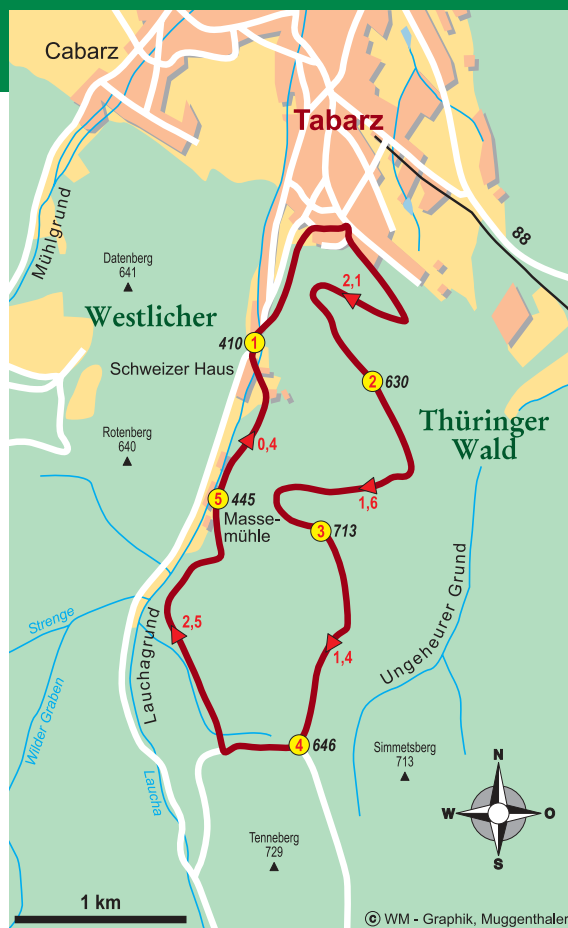 Cabarz
Tabarz
Mühlgrund
88
Datenberg
641
2,1
Westlicher
410
1
Schweizer Haus
2
630
Thüringer
Wald
Rotenberg
640
0,4
5
445
1,6
Masse-
mühle
3
713
Ungeheurer Grund
Strenge
2,5
Lauchagrund
1,4
Wilder Graben
4
646
Simmetsberg
713
Laucha
N
W
O
S
Tenneberg
729
1 km
© WM - Graphik, Muggenthaler